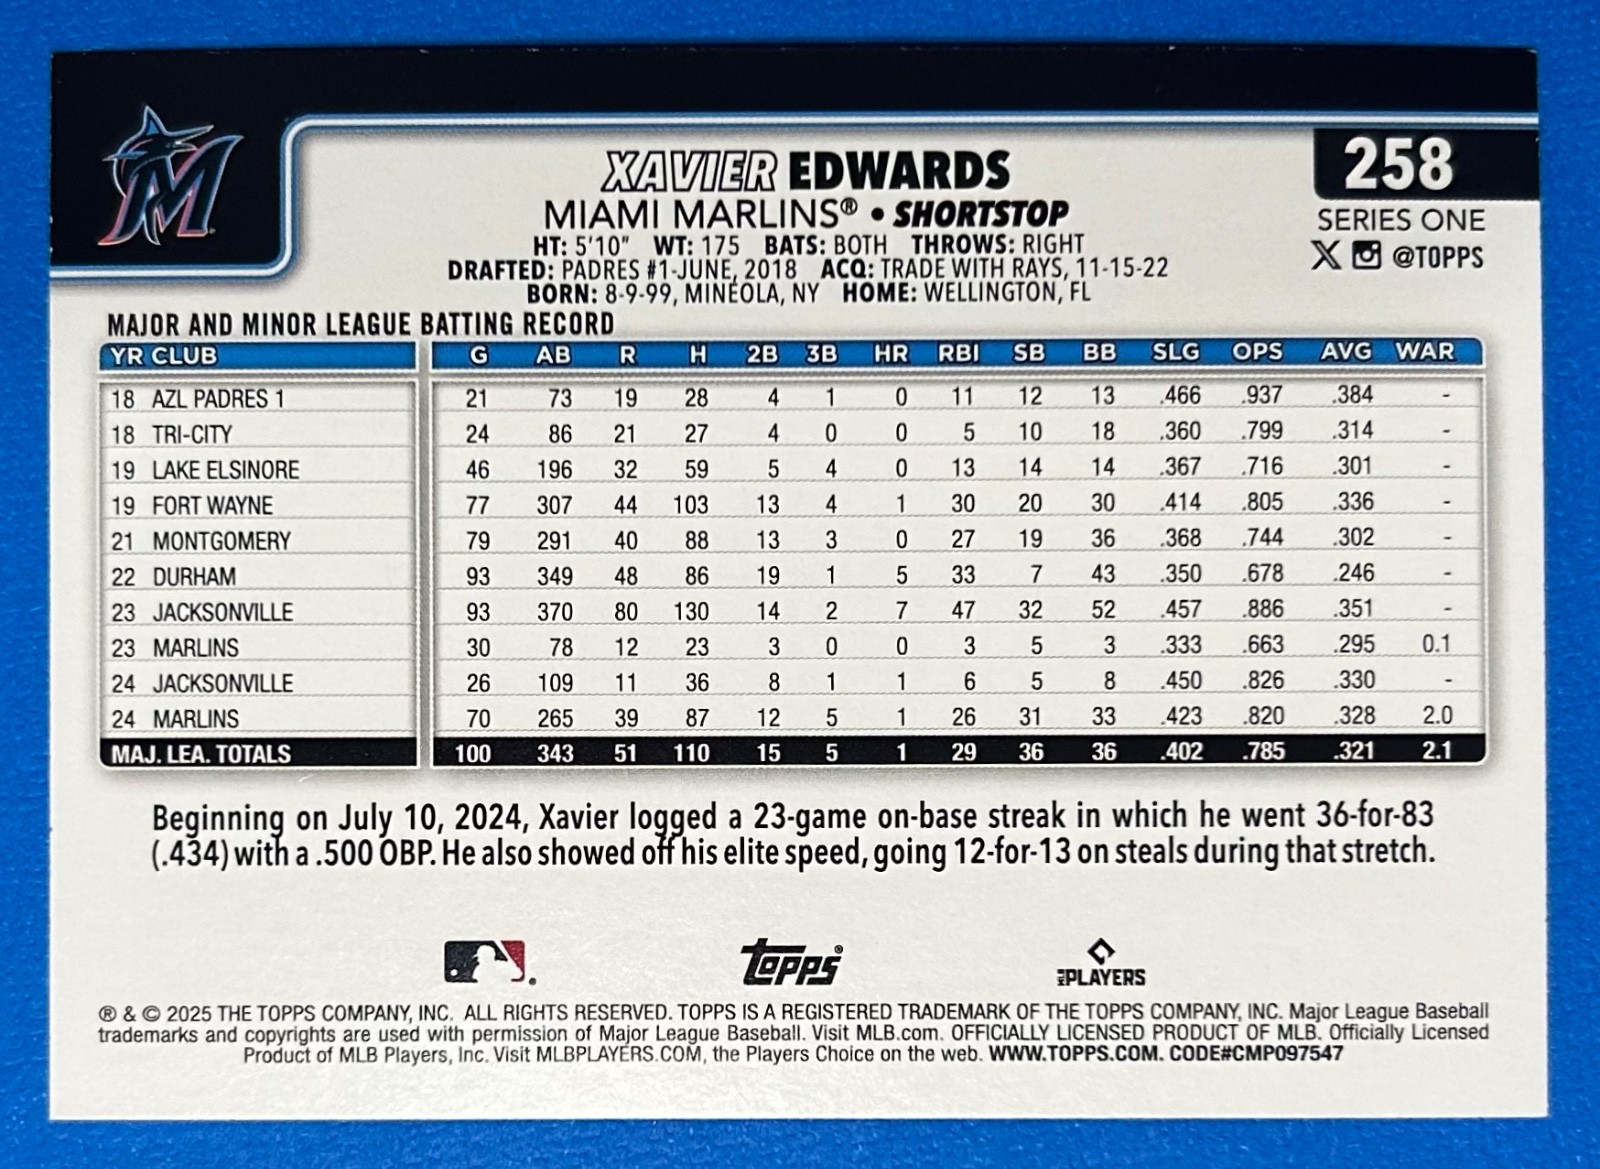 M
XAVIER EDWARDS
258
MIAMI MARLINS® • SHORTSTOP
SERIES ONE
HT: 5'10" WT: 175 BATS: BOTH THROWS: RIGHT
@TOPPS
DRAFTED: PADRES #1-JUNE, 2018 ACQ: TRADE WITH RAYS, 11-15-22
BORN: 8-9-99, MINEOLA, NY HOME: WELLINGTON, FL
MAJOR AND MINOR LEAGUE BATTING RECORD
YR CLUB G AB R H 2B 3B HR RBI SB BB SLG OPS AVG WAR
18 AZL PADRES 1 21 73 19 28 4 1 0 11 12 13 .466 .937 .384 -
18 TRI-CITY 24 86 21 27 4 0 0 5 10 18 .360 .799 .314 -
19 LAKE ELSINORE 46 196 32 59 5 4 0 13 14 14 .367 .716 .301 -
19 FORT WAYNE 77 307 44 103 13 4 1 30 20 30 .414 .805 .336 -
21 MONTGOMERY 79 291 40 88 13 3 0 27 19 36 .368 .744 .302 -
22 DURHAM 93 349 48 86 19 1 5 33 7 43 .350 .678 .246 -
23 JACKSONVILLE 93 370 80 130 14 2 7 47 32 52 .457 .886 .351 -
23 MARLINS 30 78 12 23 3 0 0 3 5 3 .333 .663 .295 0.1
24 JACKSONVILLE 26 109 11 36 8 1 1 6 5 8 .450 .826 .330 -
24 MARLINS 70 265 39 87 12 5 1 26 31 33 .423 .820 .328 2.0
MAJ. LEA. TOTALS 100 343 51 110 15 5 1 29 36 36 .402 .785 .321 2.1
Beginning on July 10, 2024, Xavier logged a 23-game on-base streak in which he went 36-for-83
(.434) with a .500 OBP. He also showed off his elite speed, going 12-for-13 on steals during that stretch.
Topps®
MLB PLAYERS
® & © 2025 THE TOPPS COMPANY, INC. ALL RIGHTS RESERVED. TOPPS IS A REGISTERED TRADEMARK OF THE TOPPS COMPANY, INC. Major League Baseball
trademarks and copyrights are used with permission of Major League Baseball. Visit MLB.com. OFFICIALLY LICENSED PRODUCT OF MLB. Officially Licensed
Product of MLB Players, Inc. Visit MLBPLAYERS.COM, the Players Choice on the web. WWW.TOPPS.COM. CODE#CMP097547